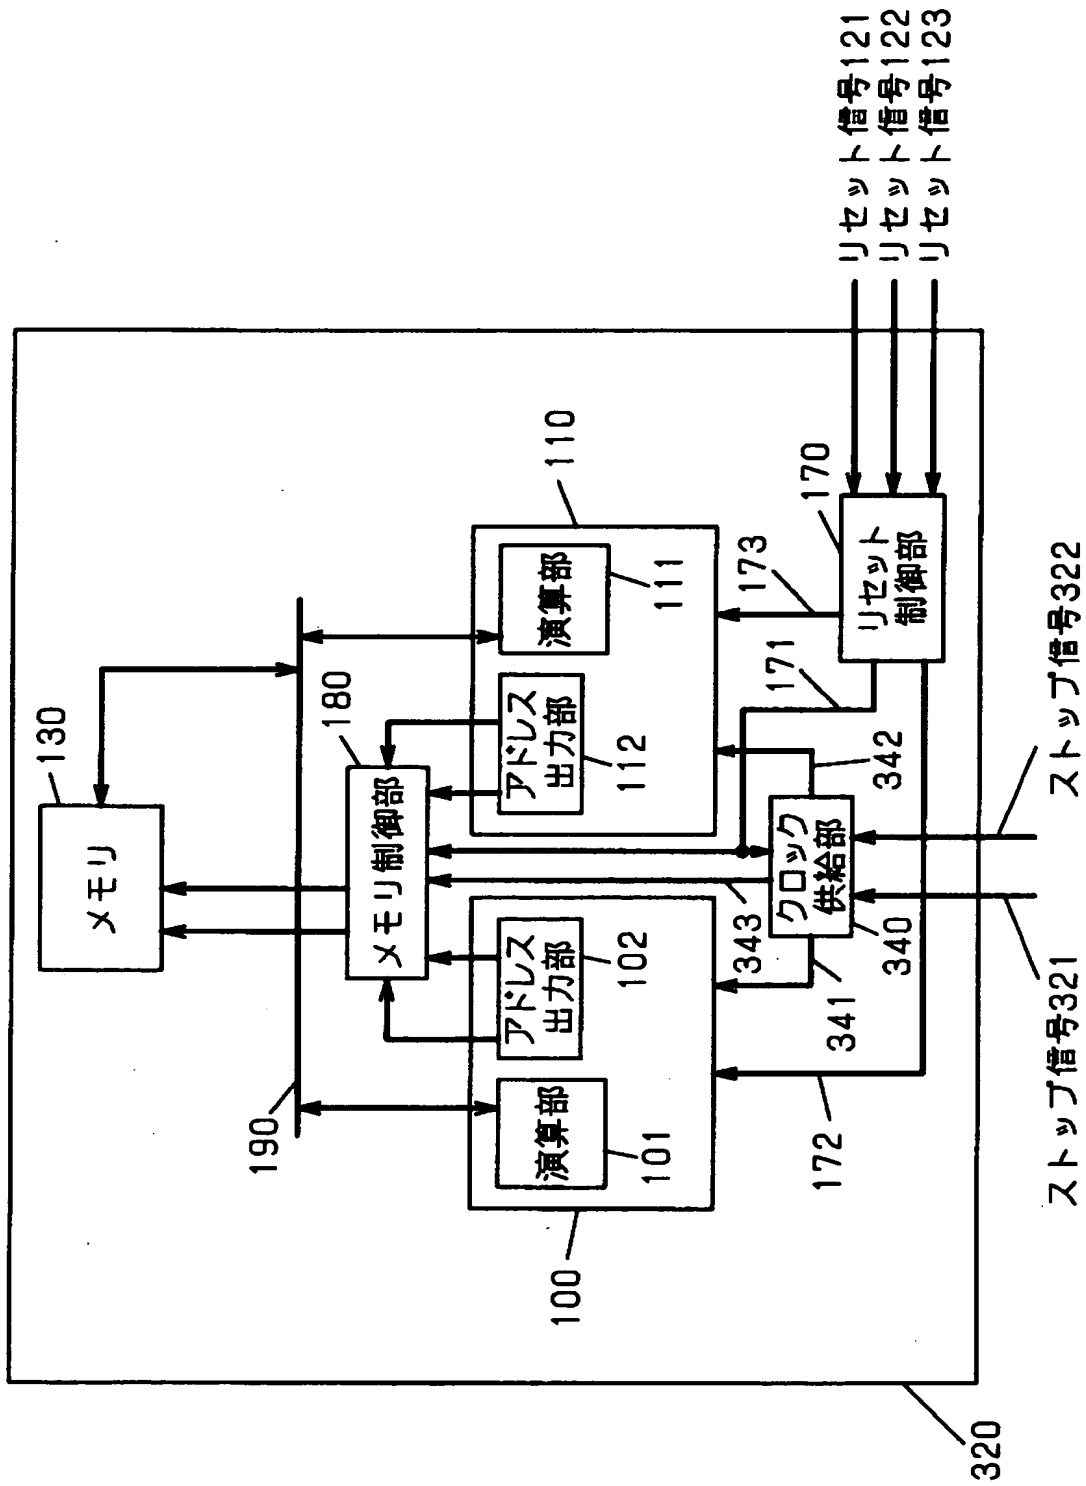 320
190
130
メモリ
180
メモリ制御部
100
演算部
101
アドレス
出力部
102
110
アドレス
出力部
112
演算部
111
172
341
343
340
クロック
供給部
342
171
173
170
リセット
制御部
リセット信号121
リセット信号122
リセット信号123
ストップ信号321
ストップ信号322